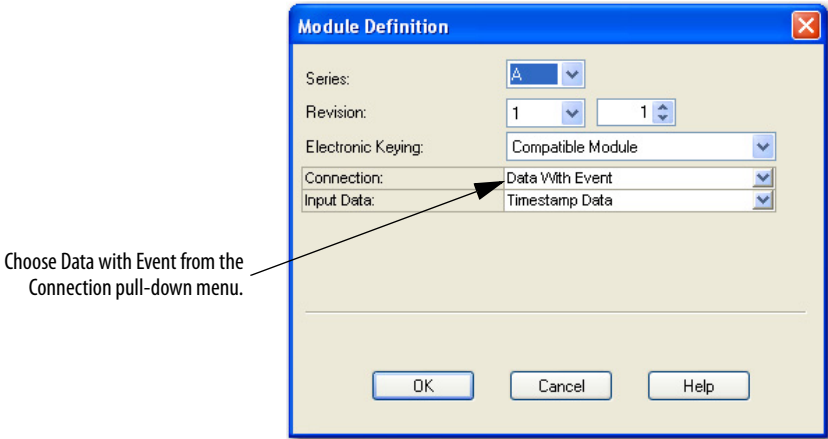 Module Definition
Series: A
Revision: 1 1
Electronic Keying: Compatible Module
Connection: Data With Event
Input Data: Timestamp Data
Choose Data with Event from the
Connection pull-down menu.
OK Cancel Help